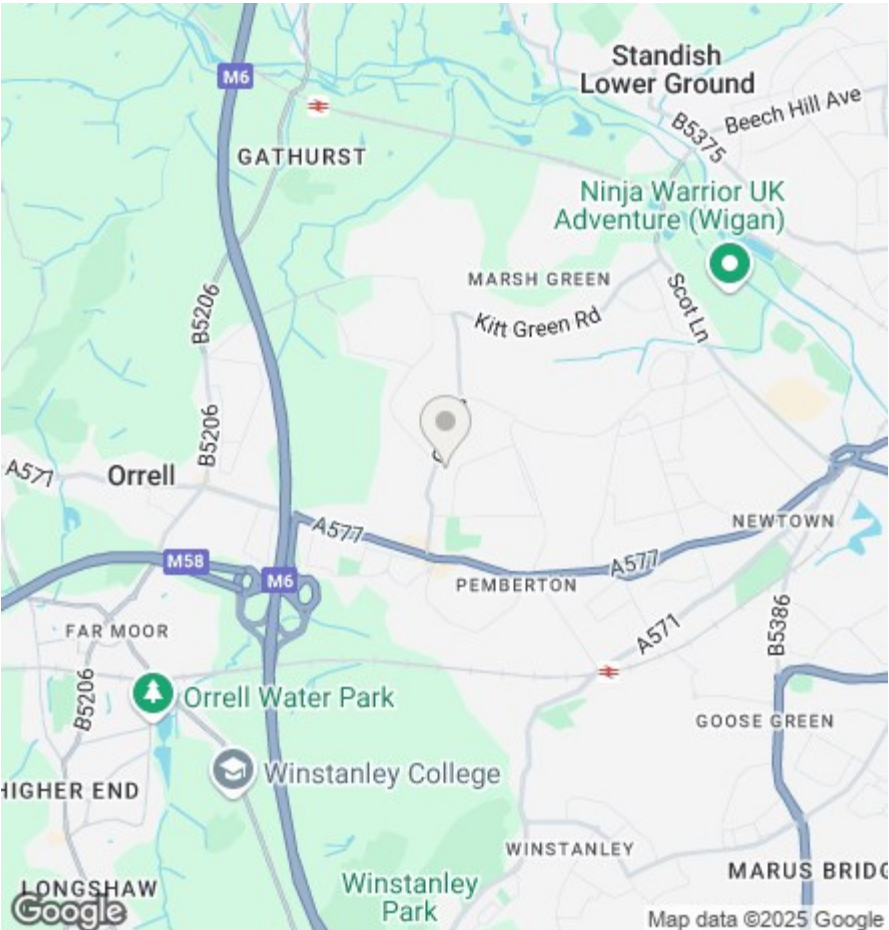 M6
Standish
Lower Ground
Beech Hill Ave
B5375
GATHURST
Ninja Warrior UK
Adventure (Wigan)
MARSH GREEN
Scot Ln
Kitt Green Rd
B5206
B5206
A571
Orrell
A577
NEWTOWN
M58
M6
A577
PEMBERTON
FAR MOOR
A571
B5386
B5206
Orrell Water Park
GOOSE GREEN
Winstanley College
HIGHER END
WINSTANLEY
MARUS BRIDG
LONGSHAW
Winstanley
Park
Google
Map data ©2025 Google